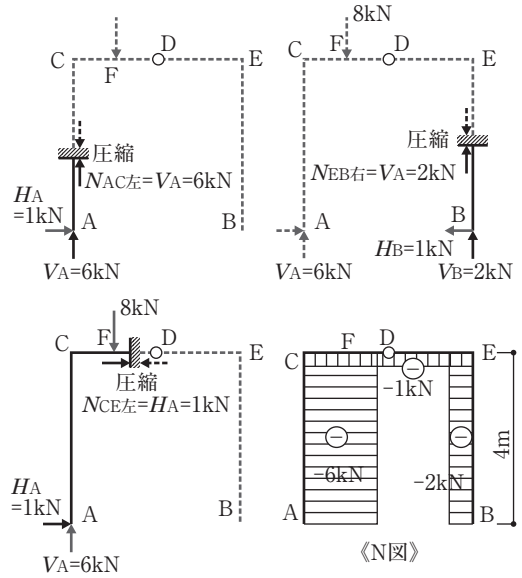 8kN
C
F
D
E
圧縮
NAC左=VA=6kN
HA
=1kN
A
B
VA=6kN
8kN
C
F
D
E
圧縮
NEB右=VA=2kN
A
B
HB=1kN
VA=6kN
VB=2kN
8kN
C
F
D
E
圧縮
NCE左=HA=1kN
HA
=1kN
A
B
VA=6kN
C
F
D
E
−
−1kN
−
−
−6kN
−2kN
4m
A
B
《N図》